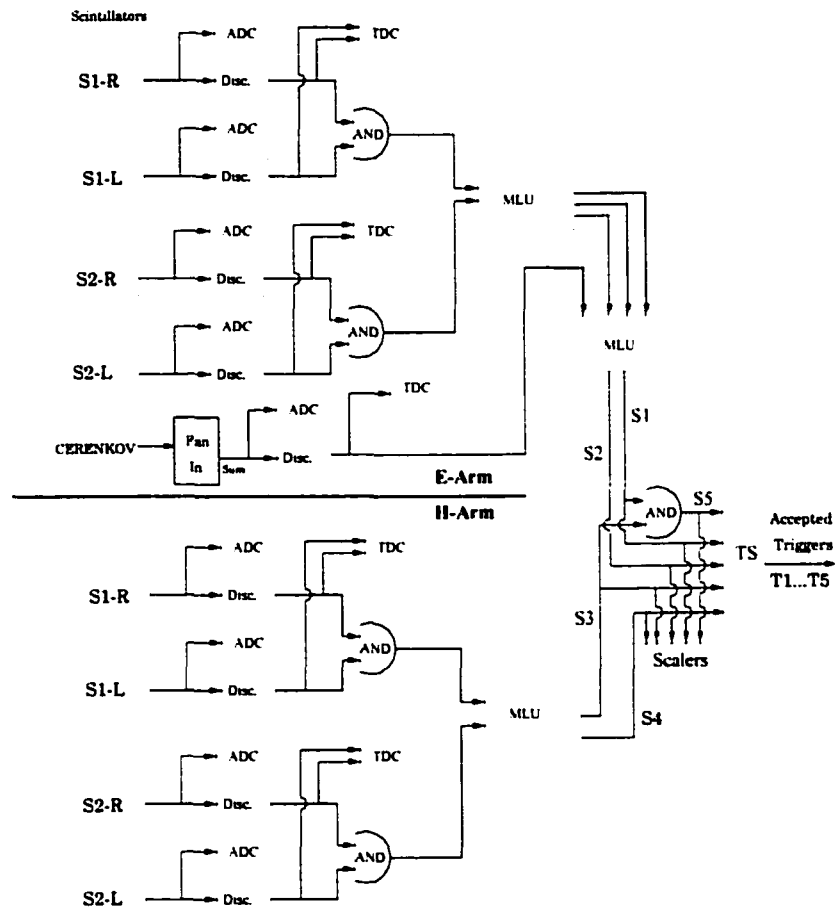 Scintillators
ADC
TDC
S1-R
Disc.
ADC
AND
S1-L
Disc.
MLU
ADC
TDC
S2-R
Disc.
ADC
AND
MLU
S2-L
Disc.
TDC
ADC
S1
CERENKOV
Pan
In
Sum
Disc.
S2
E-Arm
H-Arm
AND
S5
Accepted
Triggers
TS
T1...T5
ADC
TDC
S1-R
Disc.
S3
ADC
AND
Scalers
S1-L
Disc.
MLU
S4
ADC
TDC
S2-R
Disc.
ADC
AND
S2-L
Disc.